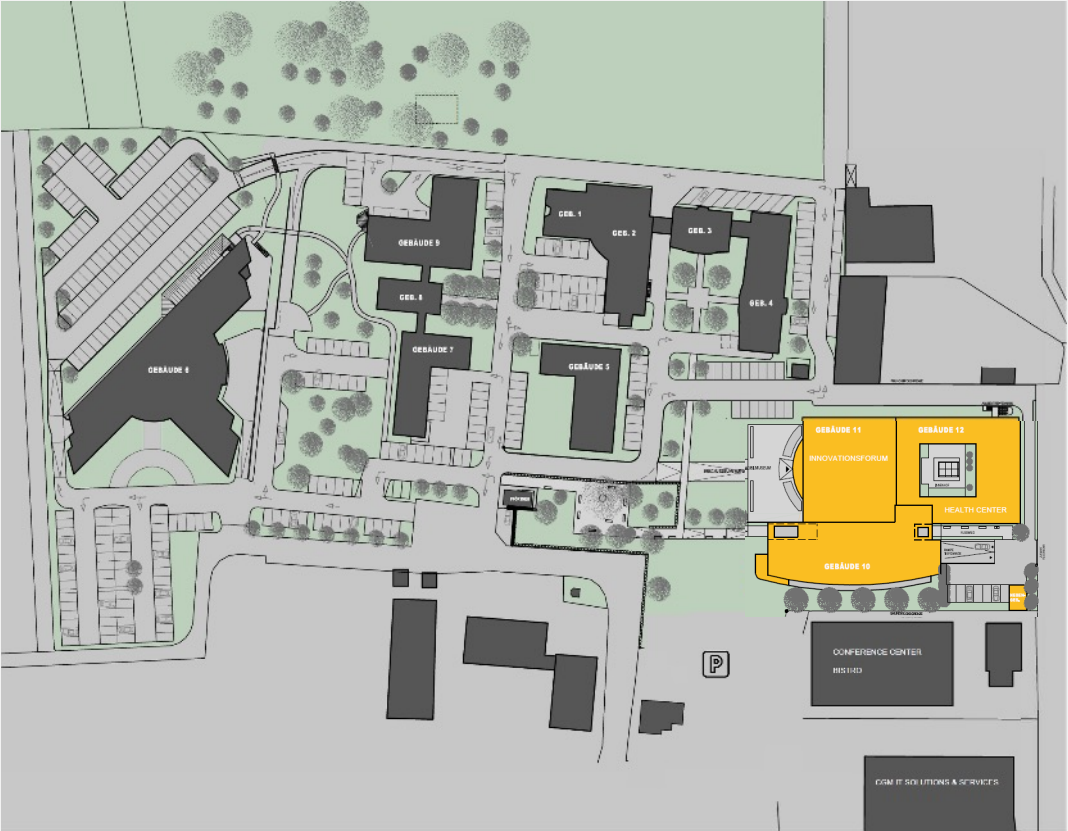 GEB. 1
GEB. 2
GEB. 3
GEBÄUDE 9
GEB. 8
GEB. 4
GEBÄUDE 7
GEBÄUDE 5
GEBÄUDE 6
GEBÄUDE 11
GEBÄUDE 12
INNOVATIONSFORUM
HEALTH CENTER
GEBÄUDE 10
P
CONFERENCE CENTER
BISTRO
CGM IT SOLUTIONS & SERVICES